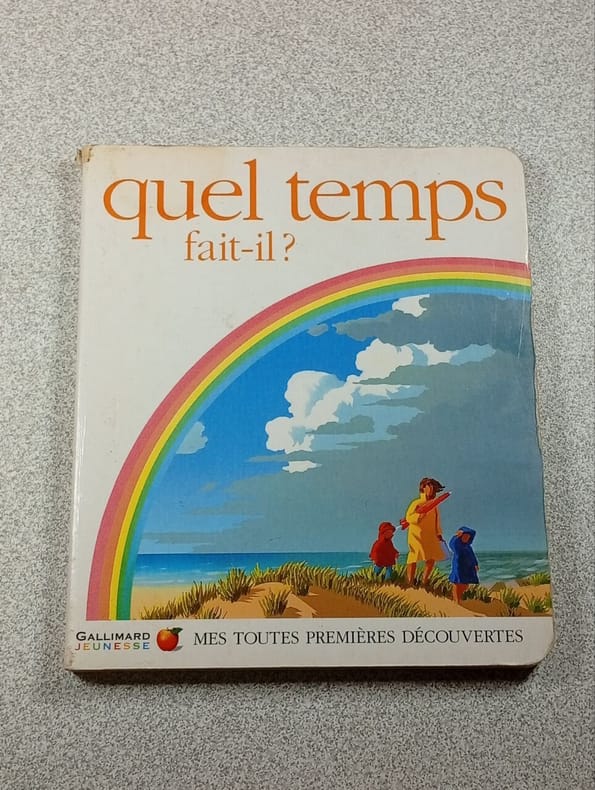 quel temps
fait-il ?
GALLIMARD
JEUNESSE
MES TOUTES PREMIÈRES DÉCOUVERTES